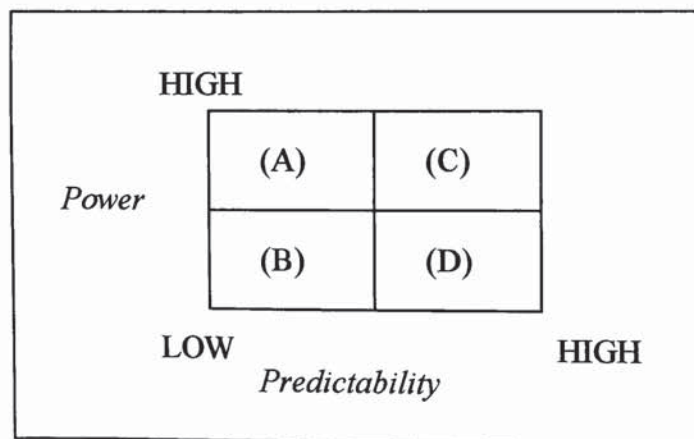 HIGH
(A) (C)
Power
(B) (D)
LOW HIGH
Predictability